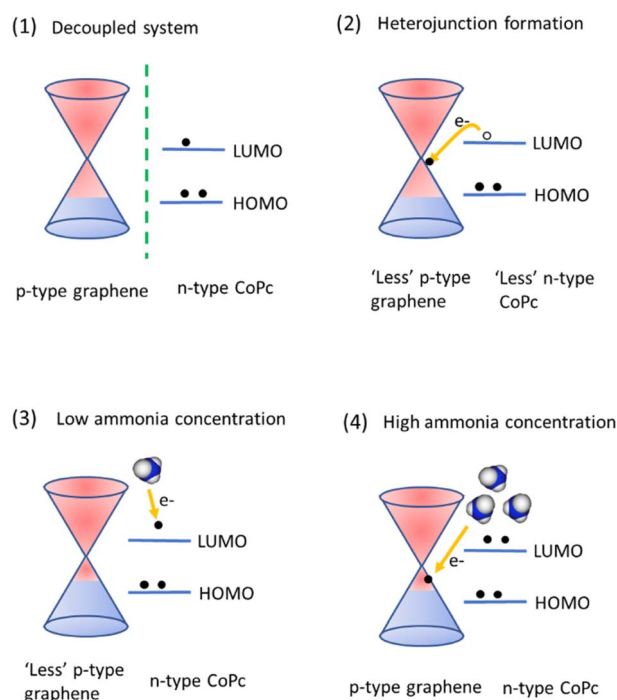 (1) Decoupled system
LUMO
HOMO
p-type graphene n-type CoPc
(2) Heterojunction formation
e-
LUMO
HOMO
‘Less’ p-type ‘Less’ n-type
graphene CoPc
(3) Low ammonia concentration
e-
LUMO
HOMO
‘Less’ p-type n-type CoPc
graphene
(4) High ammonia concentration
LUMO
e-
HOMO
p-type graphene n-type CoPc